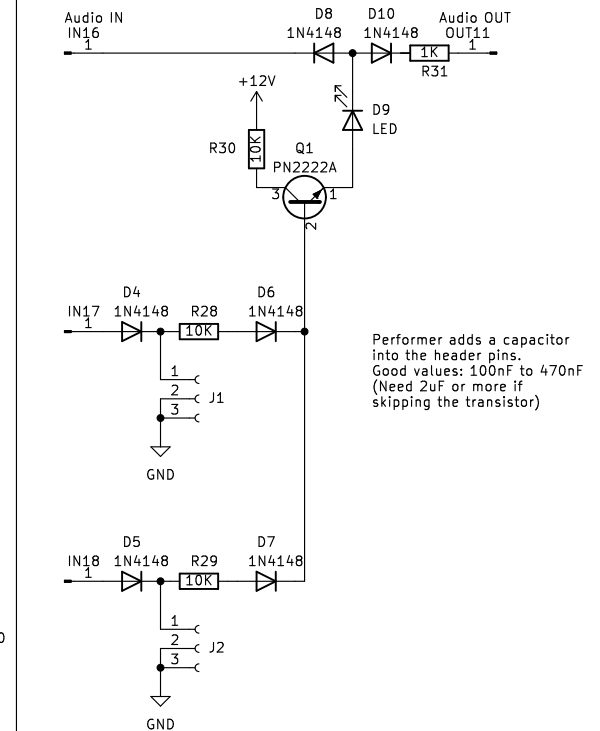 Audio IN
IN16
1
D8
1N4148
D10
1N4148
Audio OUT
OUT11
1
1K
R31
+12V
D9
LED
R30
10K
Q1
PN2222A
3
1
2
IN17
1
D4
1N4148
R28
10K
D6
1N4148
1
2
3
J1
GND
Performer adds a capacitor
into the header pins.
Good values: 100nF to 470nF
(Need 2uF or more if
skipping the transistor)
IN18
1
D5
1N4148
R29
10K
D7
1N4148
1
2
3
J2
GND